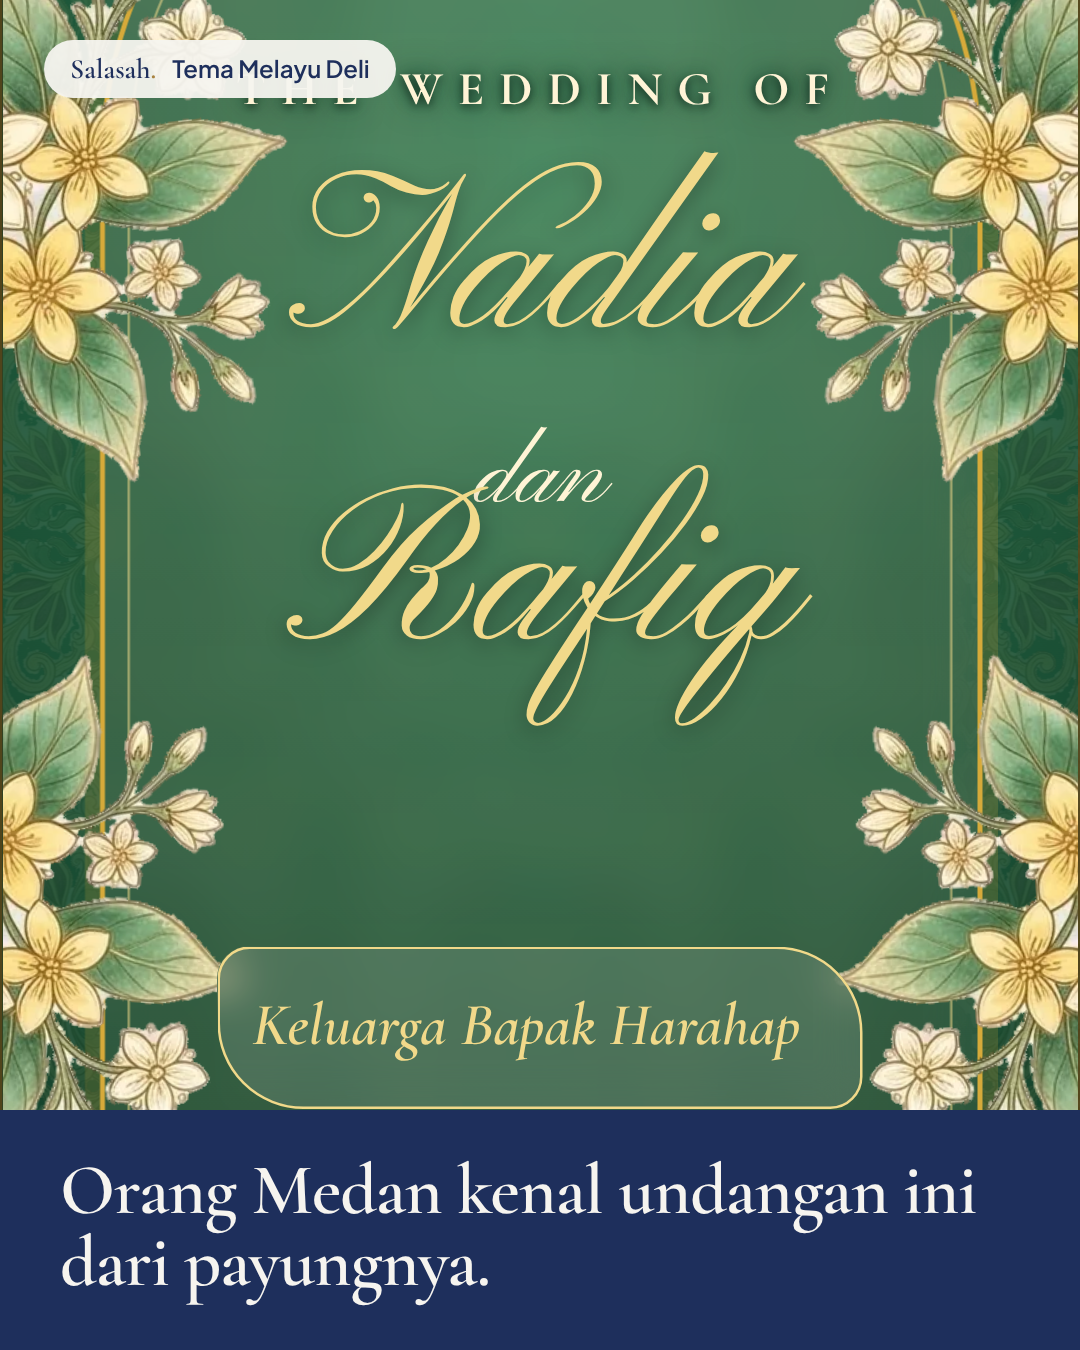 Salasah. Tema Melayu Deli
THE WEDDING OF
Nadia
dan
Rafiq
Keluarga Bapak Harahap
Orang Medan kenal undangan ini
dari payungnya.